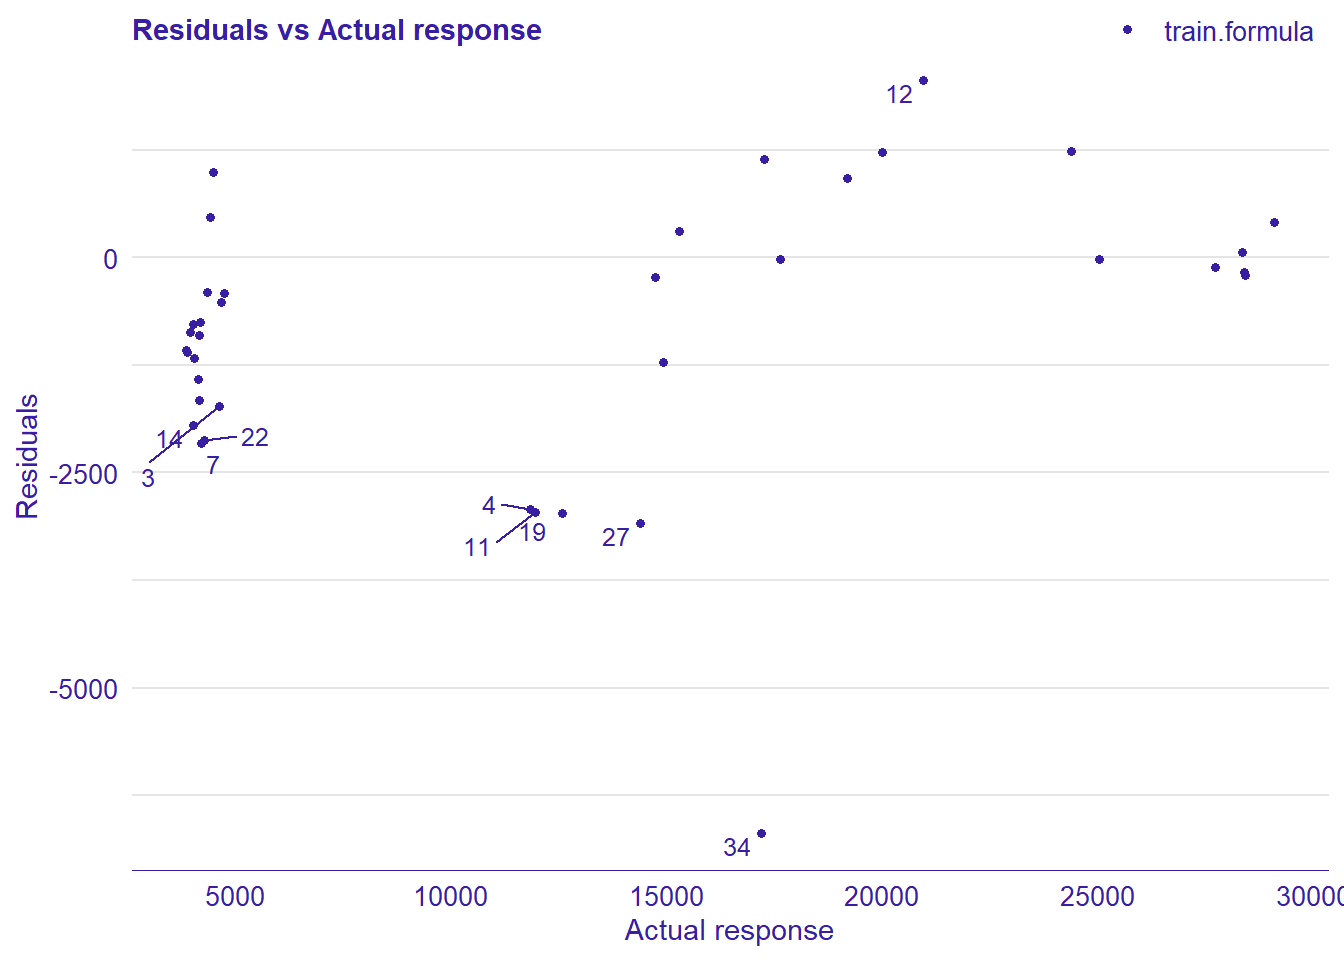 Residuals vs Actual response
train.formula
12
0
14
22
7
3
-2500
4
19
27
11
-5000
34
5000 10000 15000 20000 25000 30000
Actual response
Residuals